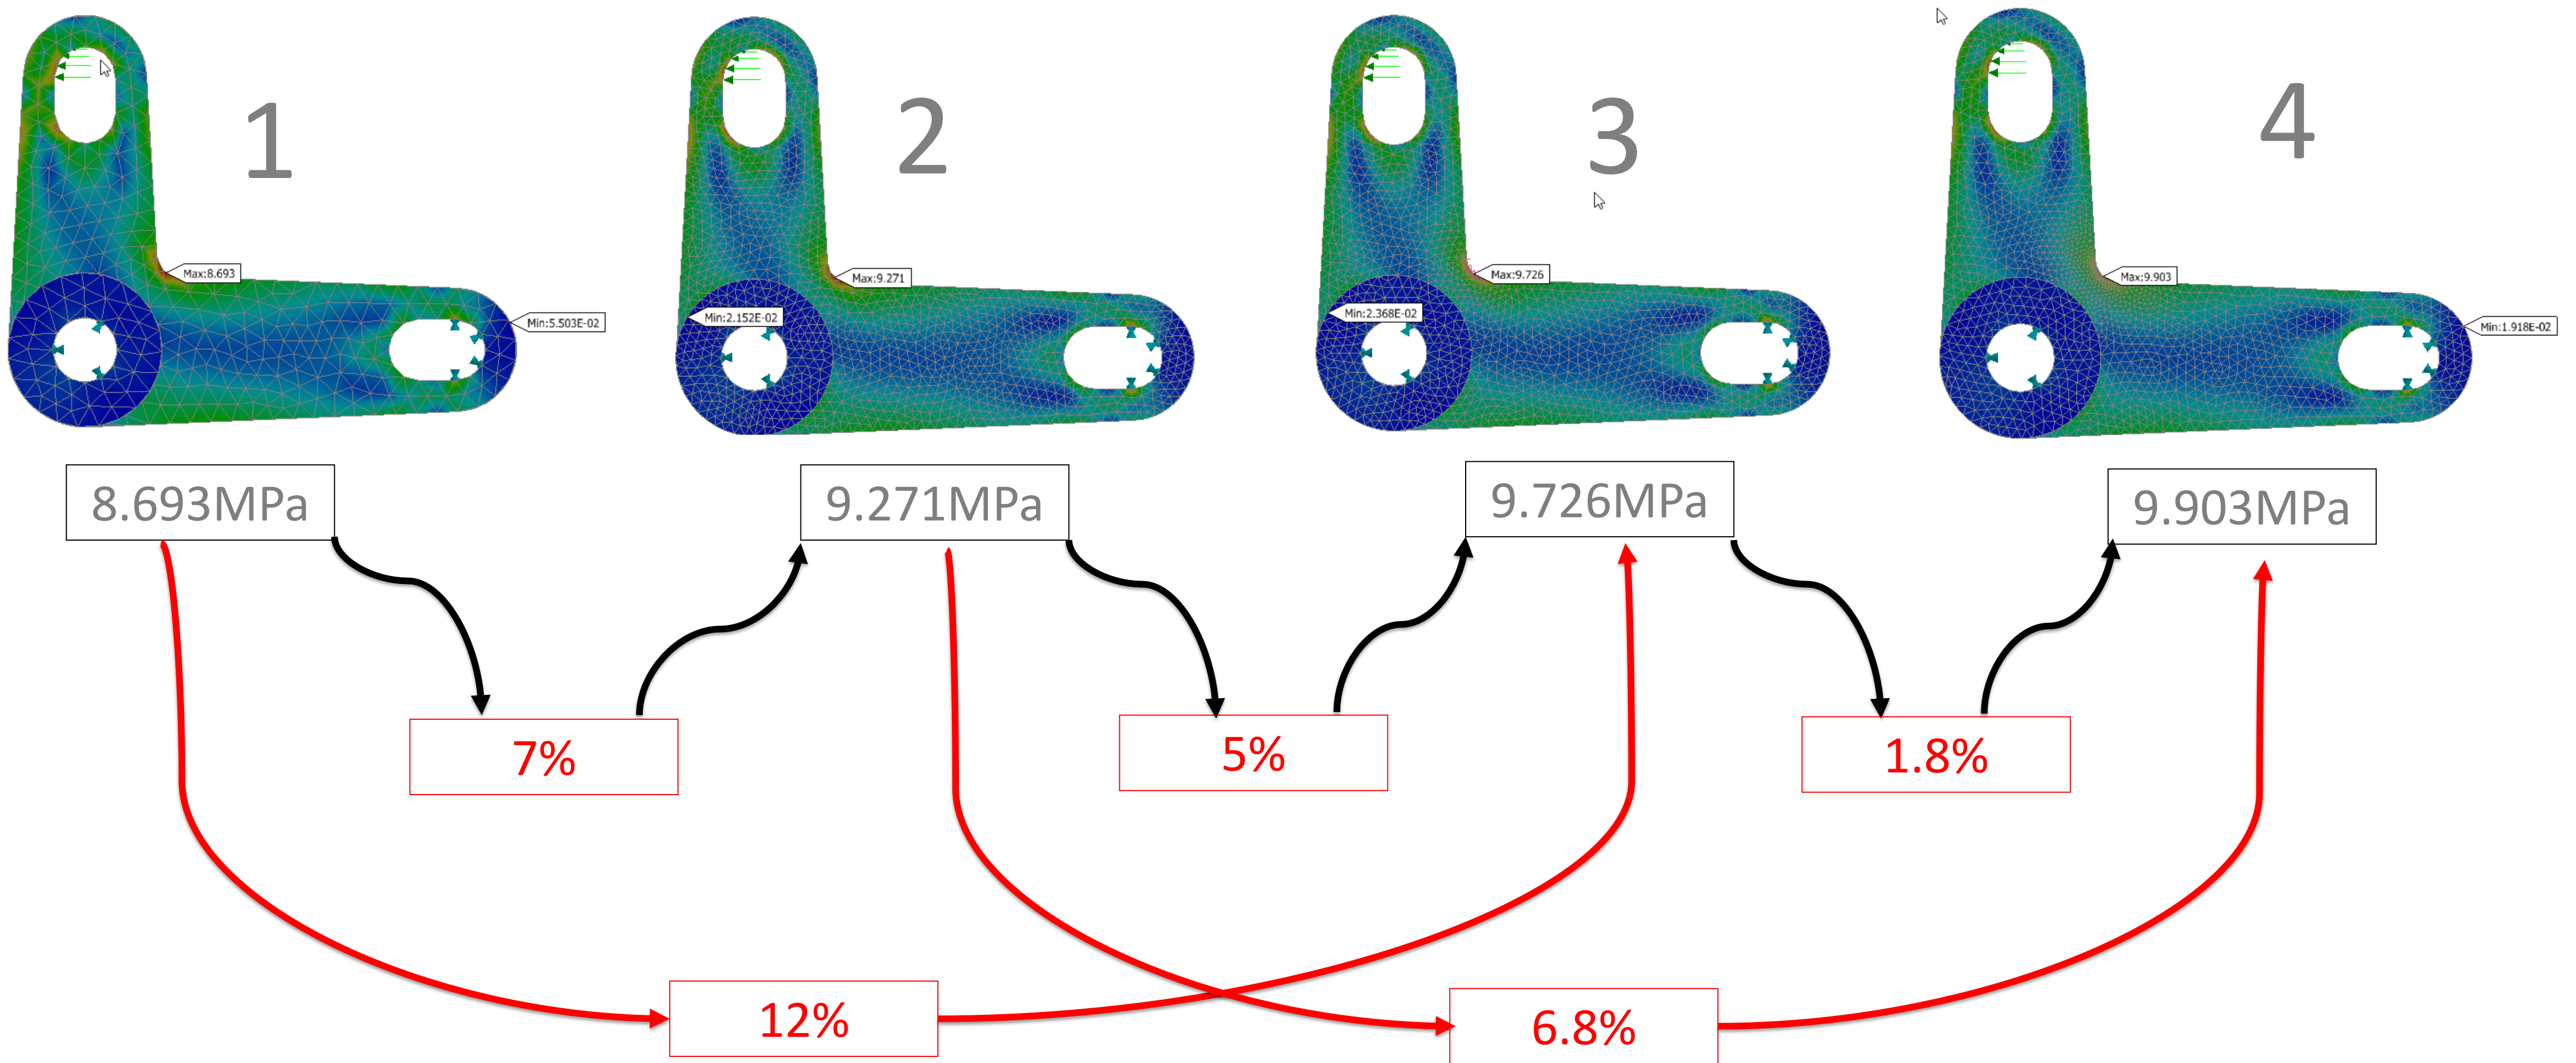 1
2
3
4
Max:8.693
Min:5.503E-02
Max:9.271
Min:2.152E-02
Max:9.726
Min:2.368E-02
Max:9.903
Min:1.918E-02
8.693MPa
9.271MPa
9.726MPa
9.903MPa
7%
5%
1.8%
12%
6.8%